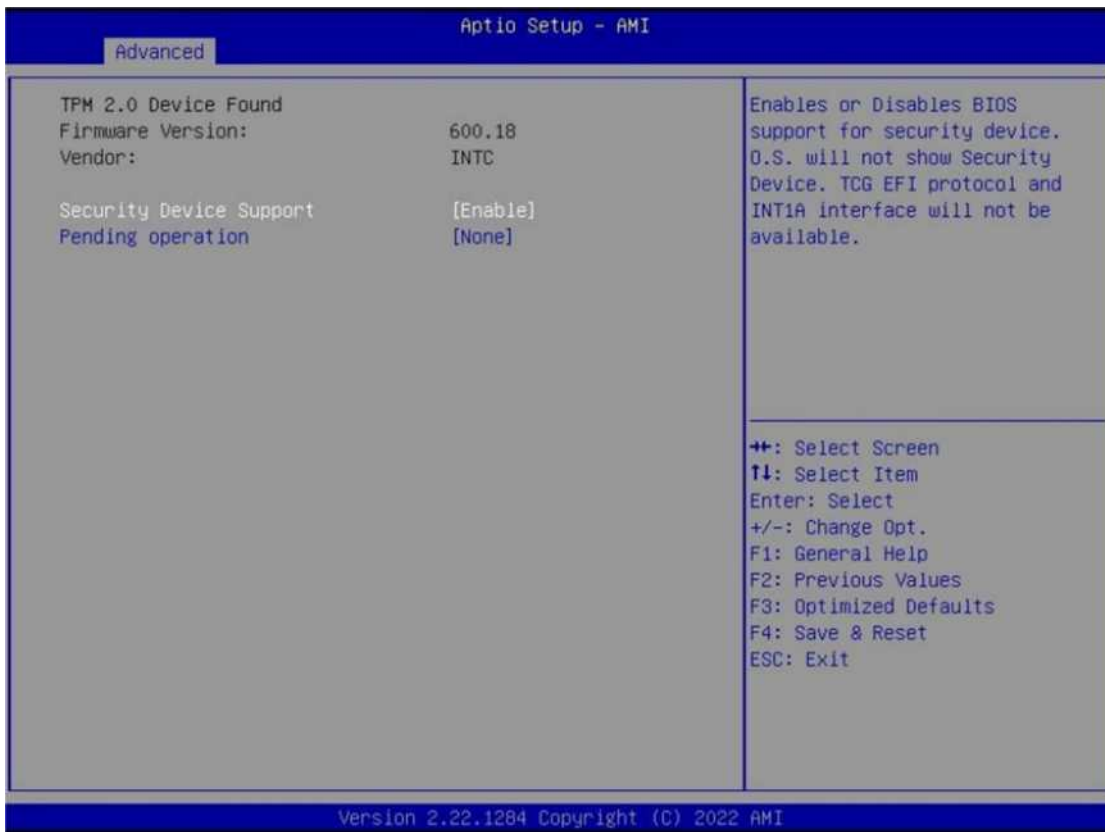 Aptio Setup - AMI
Advanced
TPM 2.0 Device Found
Firmware Version: 600.18
Vendor: INTC
Security Device Support [Enable]
Pending operation [None]
Enables or Disables BIOS
support for security device.
O.S. will not show Security
Device. TCG EFI protocol and
INT1A interface will not be
available.
→←: Select Screen
↑↓: Select Item
Enter: Select
+/-: Change Opt.
F1: General Help
F2: Previous Values
F3: Optimized Defaults
F4: Save & Reset
ESC: Exit
Version 2.22.1284 Copyright (C) 2022 AMI